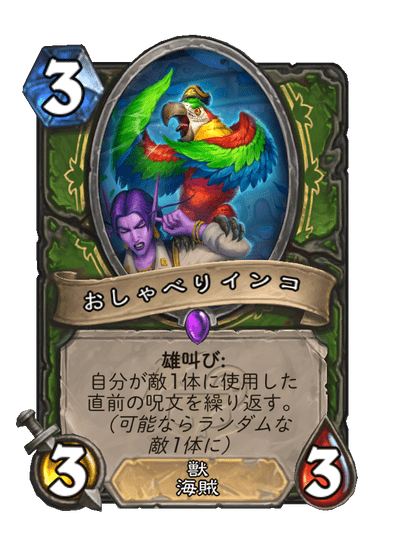 3
おしゃべりインコ
雄叫び:
自分が敵1体に使用した
直前の呪文を繰り返す。
（可能ならランダムな
敵1体に）
3
獣
海賊
3